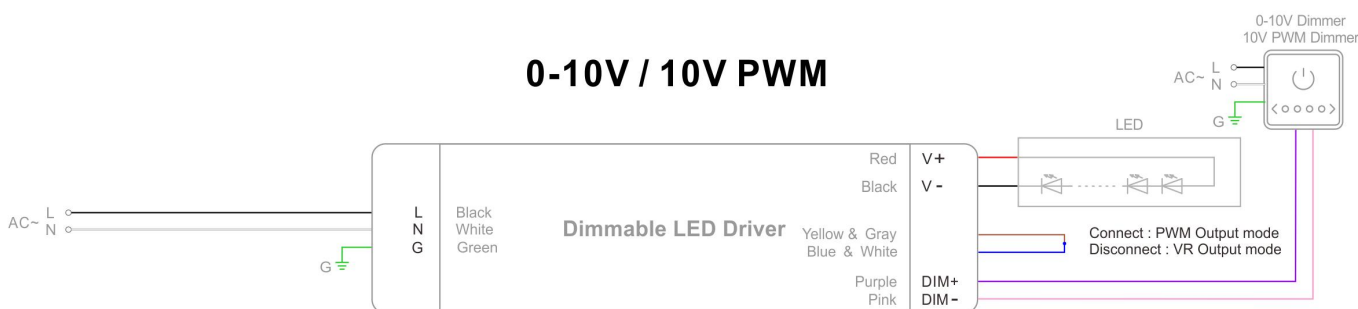 0-10V Dimmer
10V PWM Dimmer
0-10V / 10V PWM
AC~ L
N
G
LED
Red V+
Black V-
AC~ L
N
L Black
N White
G Green
G
Dimmable LED Driver
Yellow & Gray
Blue & White
Connect : PWM Output mode
Disconnect : VR Output mode
Purple DIM+
Pink DIM-